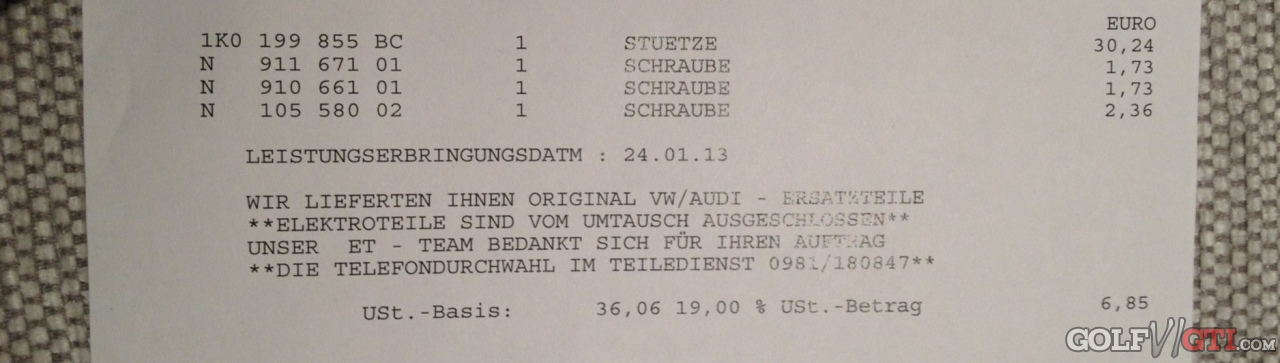 EURO
1K0 199 855 BC 1 STUETZE 30,24
N 911 671 01 1 SCHRAUBE 1,73
N 910 661 01 1 SCHRAUBE 1,73
N 105 580 02 1 SCHRAUBE 2,36
LEISTUNGSERBRINGUNGSDATM : 24.01.13
WIR LIEFERTEN IHNEN ORIGINAL VW/AUDI - ERSATZTEILE
**ELEKTROTEILE SIND VOM UMTAUSCH AUSGESCHLOSSEN**
UNSER ET - TEAM BEDANKT SICH FÜR IHREN AUFTRAG
**DIE TELEFONDURCHWAHL IM TEILEDIENST 0981/180847**
USt.-Basis: 36,06 19,00 % USt.-Betrag 6,85
GOLFVIGTI.COM